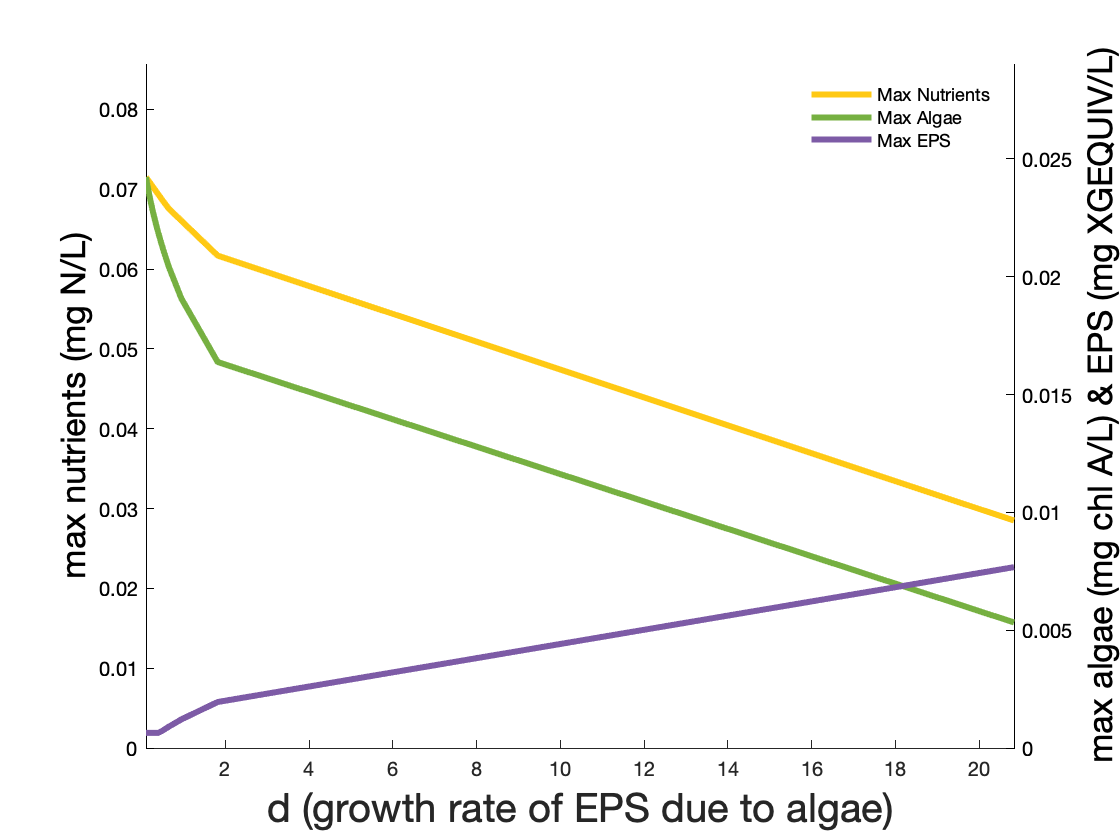 Max Nutrients
Max Algae
Max EPS
max nutrients (mg N/L)
0.08
0.07
0.06
0.05
0.04
0.03
0.02
0.01
0
2 4 6 8 10 12 14 16 18 20
d (growth rate of EPS due to algae)
0.025
0.02
0.015
0.01
0.005
0
max algae (mg chl A/L) & EPS (mg XGEQUIV/L)